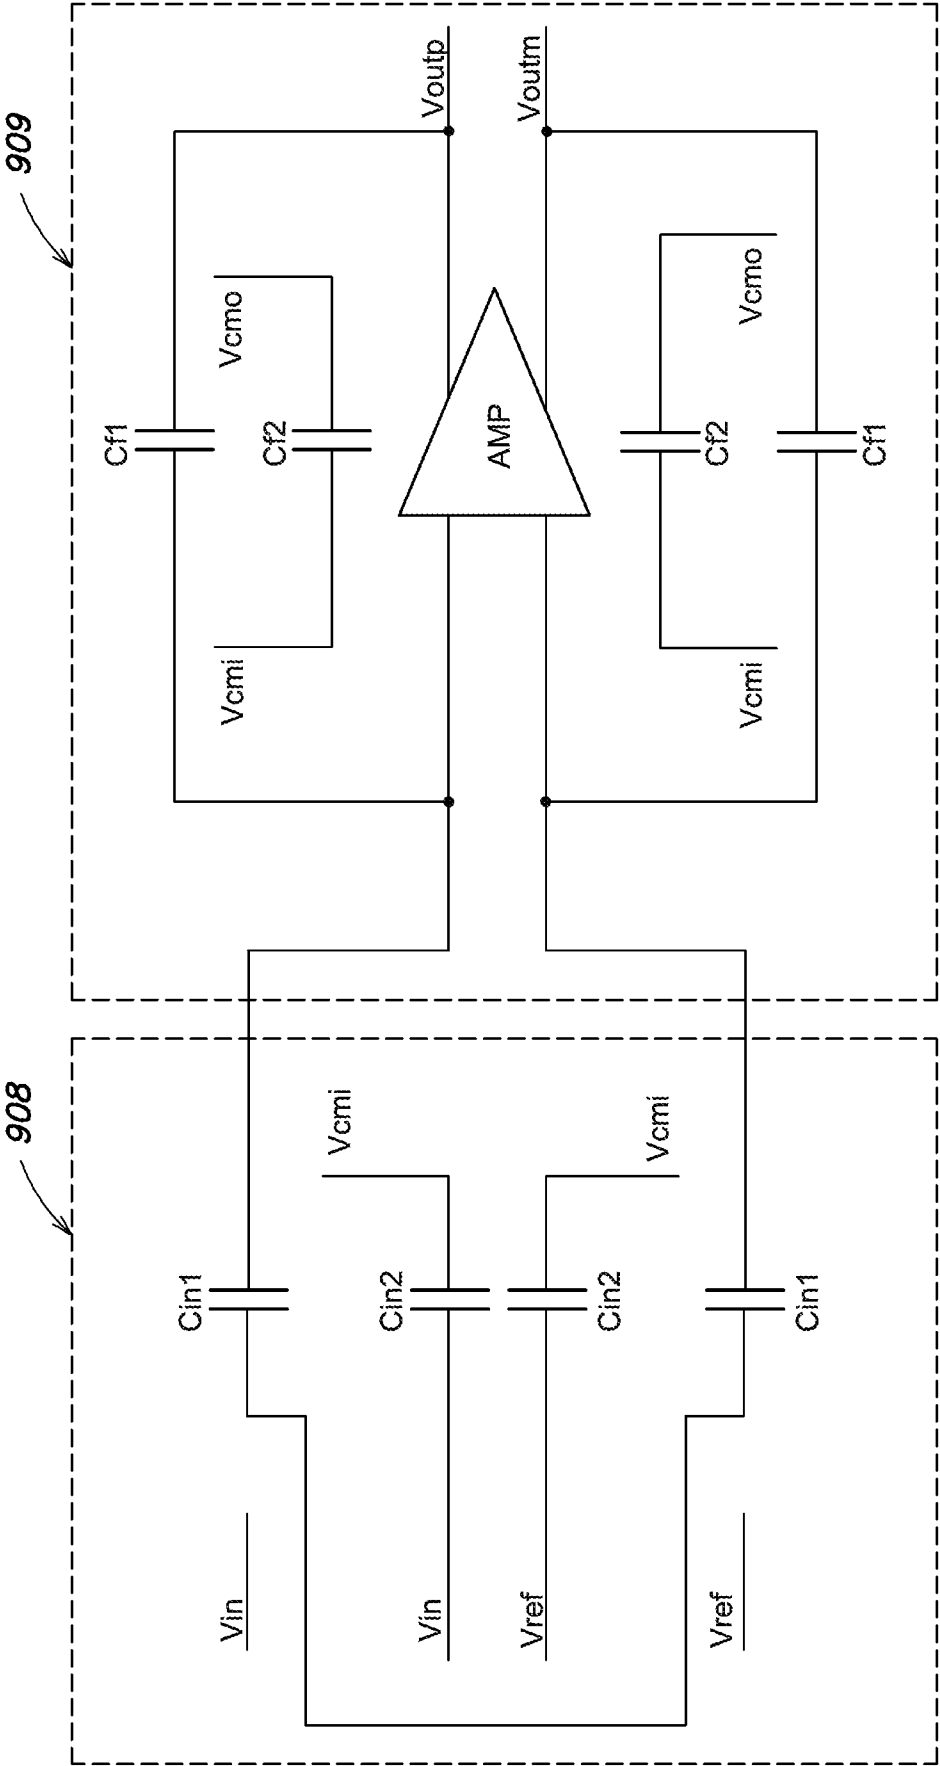 908
909
Vin
Vin
Vref
Vref
Cin1
Cin2
Cin2
Cin1
Vcmi
Vcmi
Cf1
Vcmi
Cf2
Vcmo
AMP
Vcmi
Cf2
Vcmo
Cf1
Voutp
Voutm